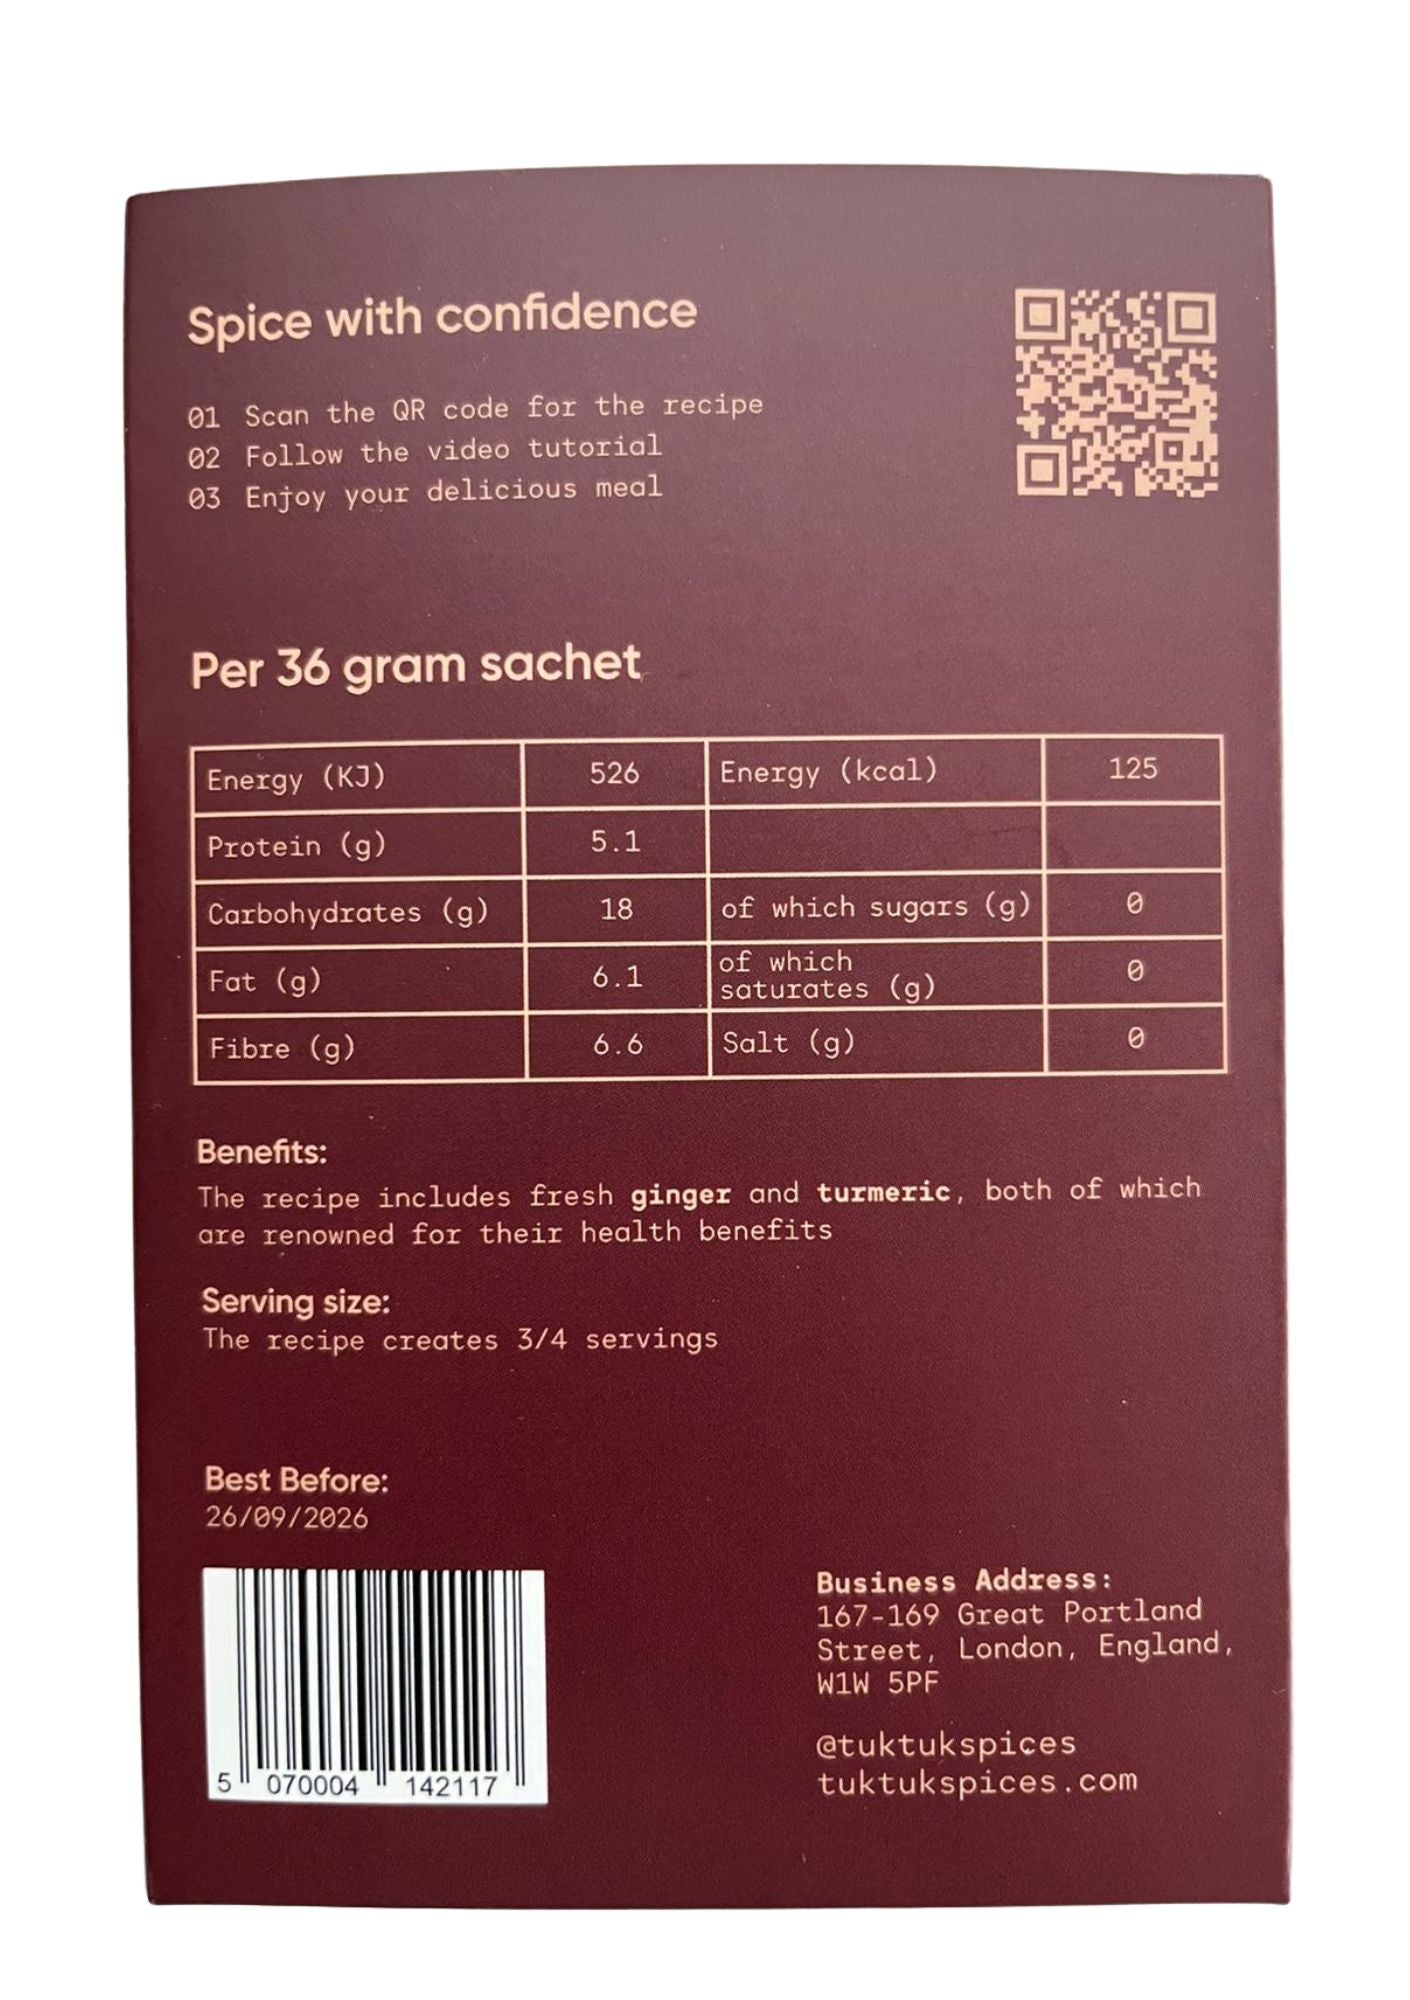 Spice with confidence
01 Scan the QR code for the recipe
02 Follow the video tutorial
03 Enjoy your delicious meal
Per 36 gram sachet
Energy (KJ) 526 Energy (kcal) 125
Protein (g) 5.1
Carbohydrates (g) 18 of which sugars (g) 0
Fat (g) 6.1 of which saturates (g) 0
Fibre (g) 6.6 Salt (g) 0
Benefits:
The recipe includes fresh ginger and turmeric, both of which
are renowned for their health benefits
Serving size:
The recipe creates 3/4 servings
Best Before:
26/09/2026
5 070004 142117
Business Address:
167-169 Great Portland
Street, London, England,
W1W 5PF
@tuktukspices
tuktukspices.com